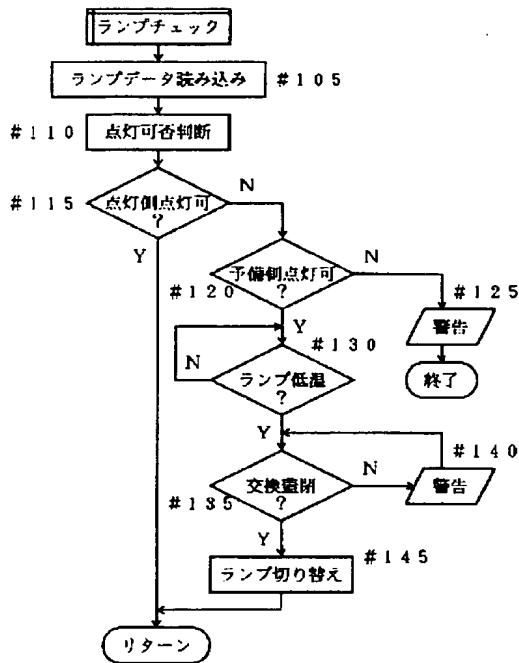 ランプチェック
ランプデータ読み込み #105
#110 点灯可否判断
#115 点灯側点灯可
?
N
Y
予備側点灯可
?
N
#120
#125
Y
警告
#130
N
ランプ低温
?
終了
Y
#140
交換蓋閉
?
N
警告
#135
Y
#145
ランプ切り替え
リターン